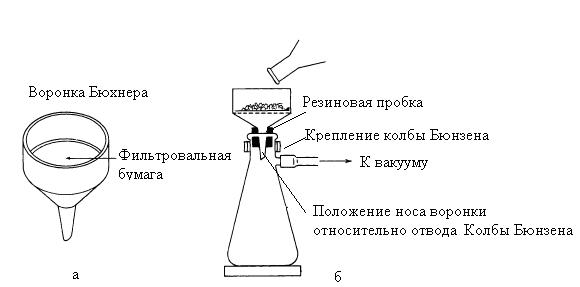 Воронка Бюхнера
Фильтровальная
бумага
а
Резиновая пробка
Крепление колбы Бюнзена
К вакууму
Положение носа воронки
относительно отвода Колбы Бюнзена
б